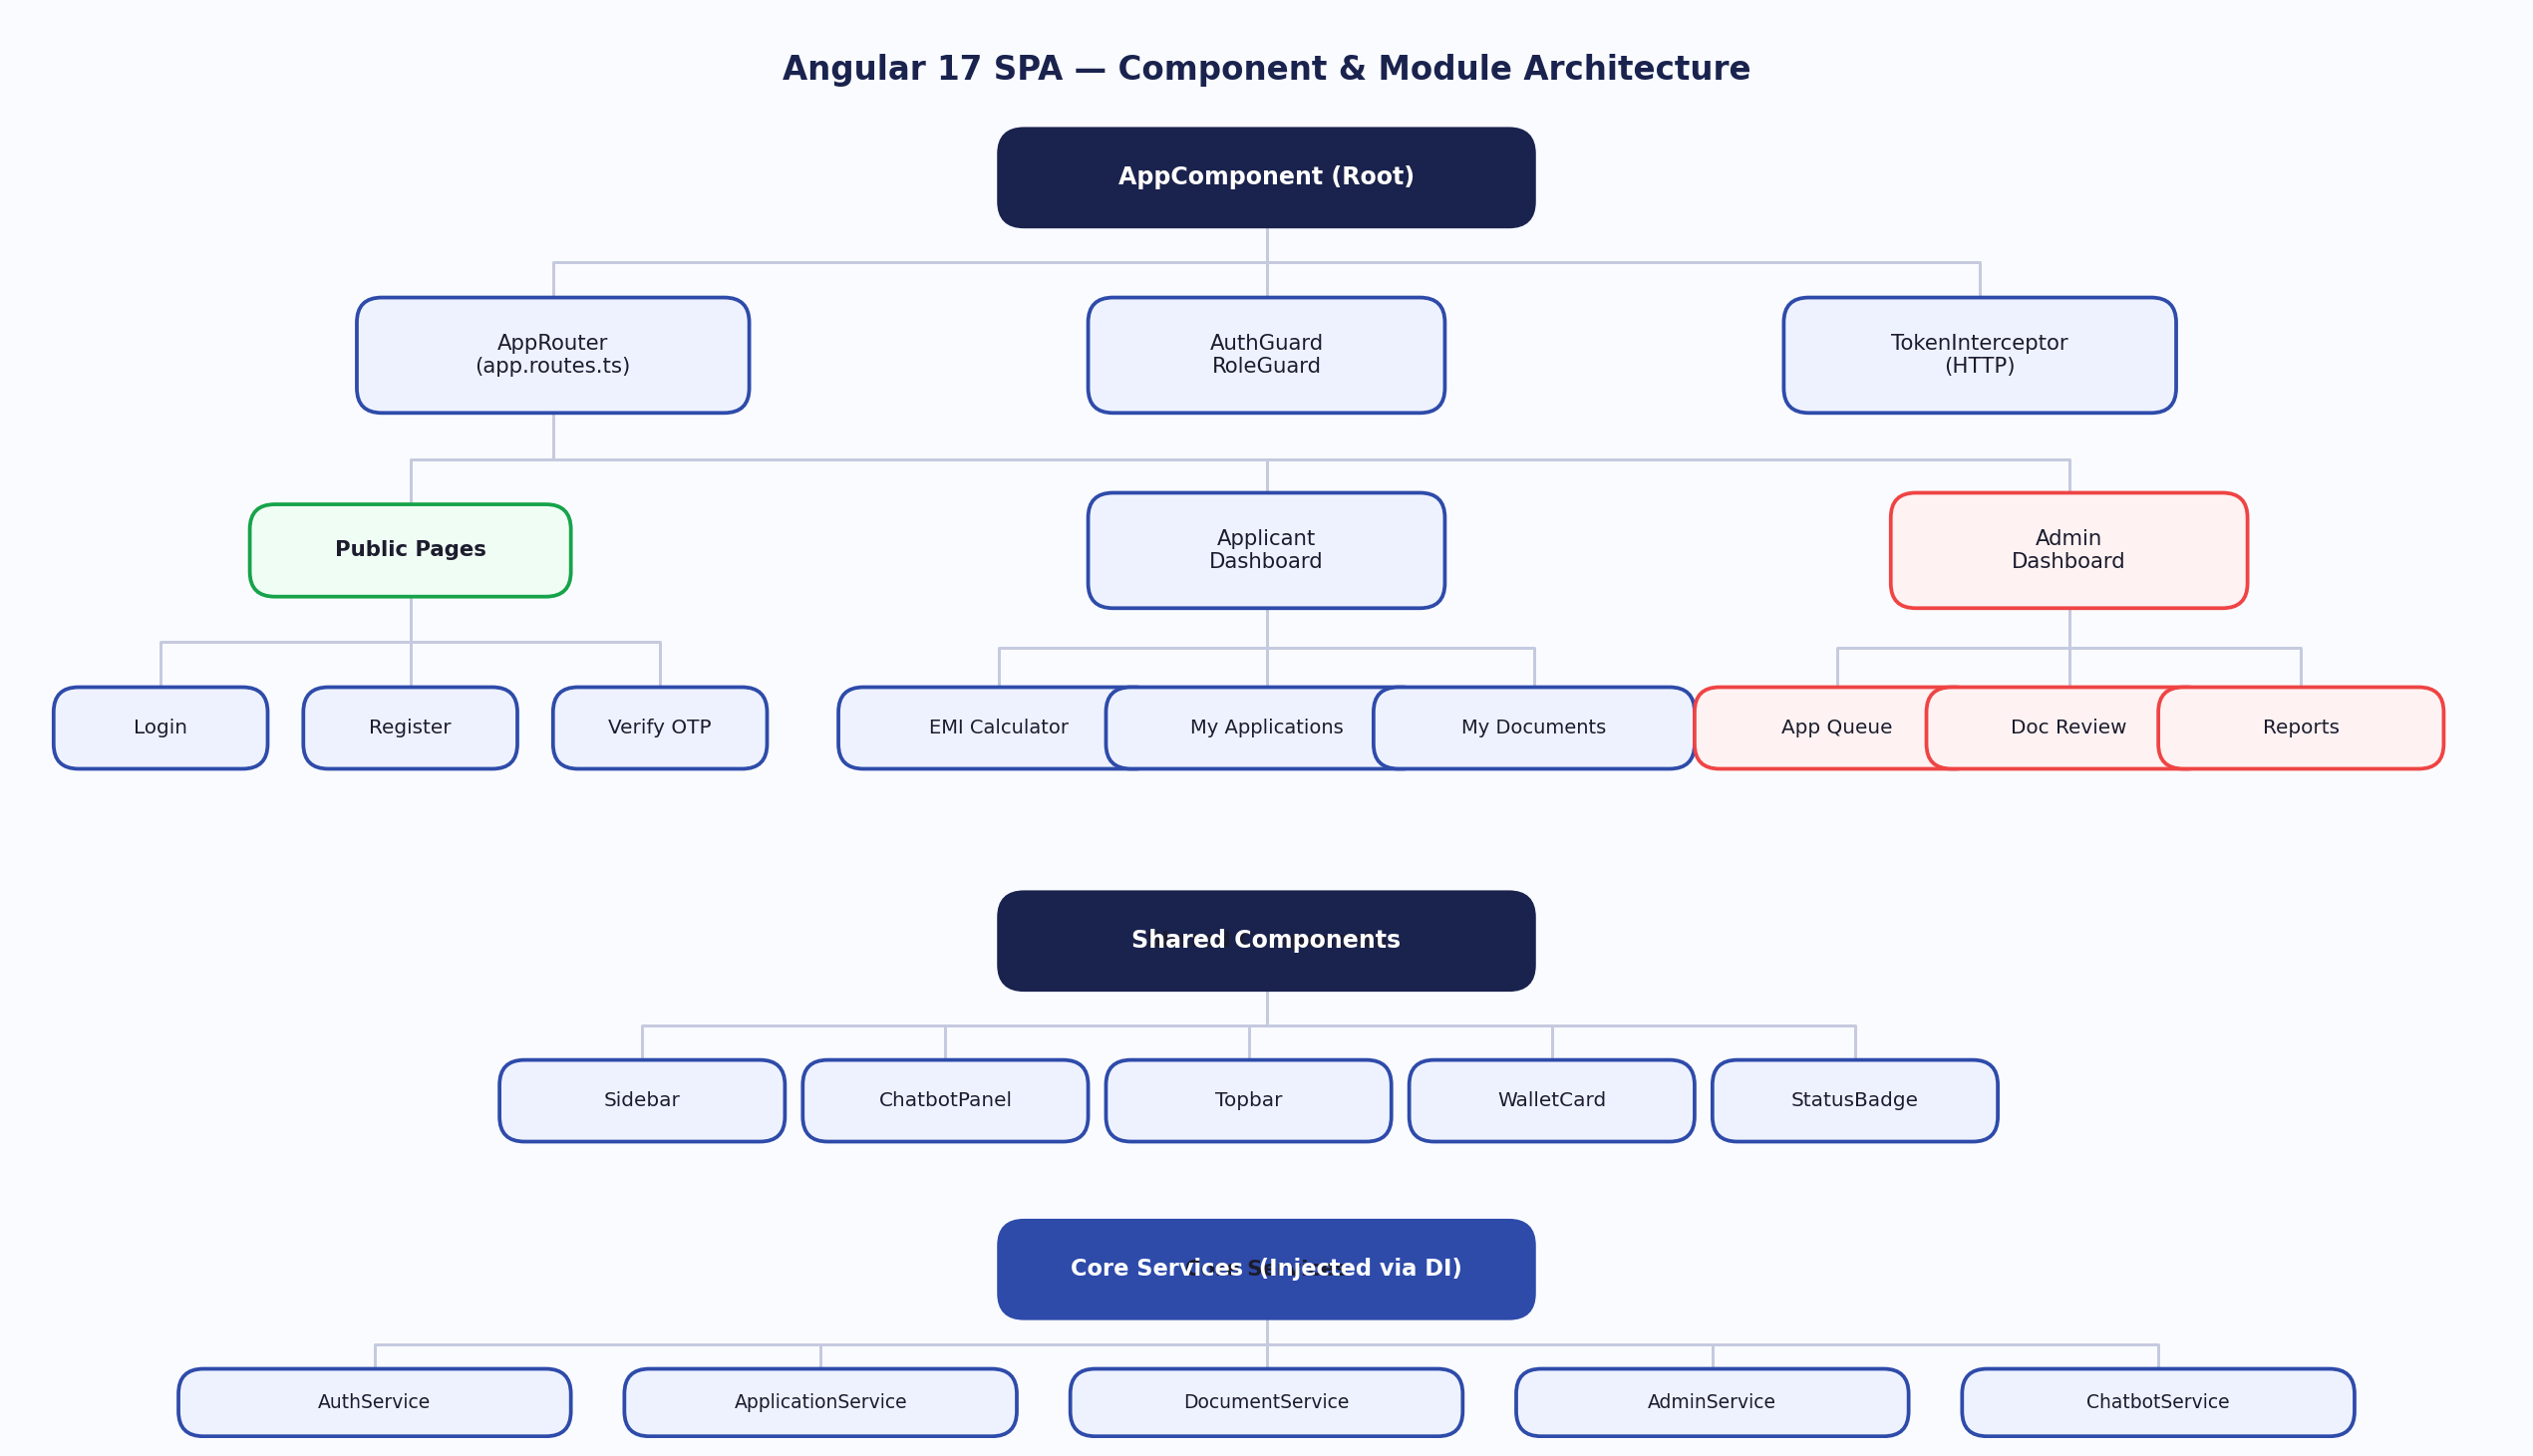 Angular 17 SPA — Component & Module Architecture
AppComponent (Root)
AppRouter
(app.routes.ts)
AuthGuard
RoleGuard
TokenInterceptor
(HTTP)
Public Pages
Applicant
Dashboard
Admin
Dashboard
Login
Register
Verify OTP
EMI Calculator
My Applications
My Documents
App Queue
Doc Review
Reports
Shared Components
Sidebar
ChatbotPanel
Topbar
WalletCard
StatusBadge
Core Services (Injected via DI)
AuthService
ApplicationService
DocumentService
AdminService
ChatbotService